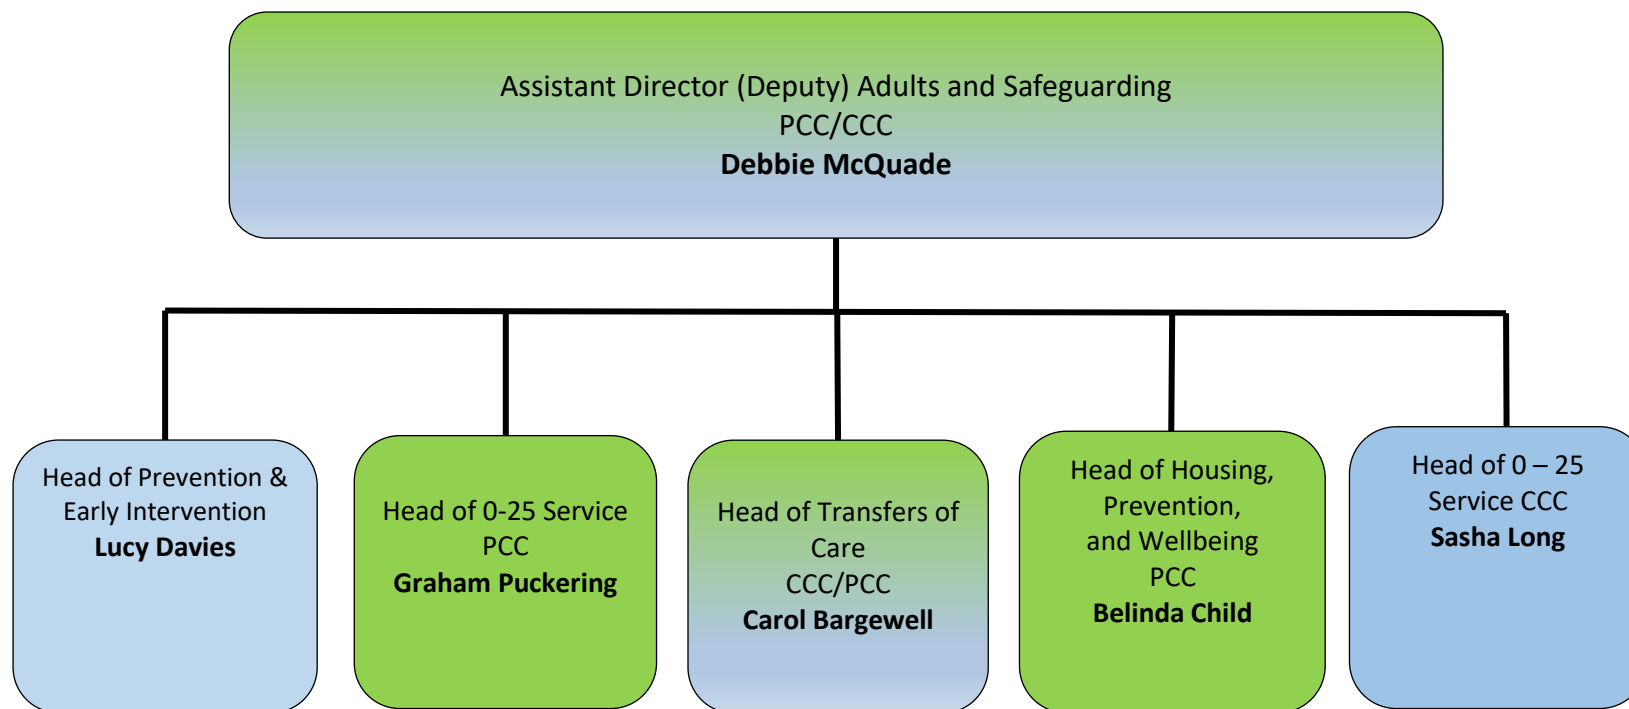 Assistant Director (Deputy) Adults and Safeguarding
PCC/CCC
Debbie McQuade
Head of Prevention &
Early Intervention
Lucy Davies
Head of 0-25 Service
PCC
Graham Puckering
Head of Transfers of
Care
CCC/PCC
Carol Bargewell
Head of Housing,
Prevention,
and Wellbeing
PCC
Belinda Child
Head of 0 – 25
Service CCC
Sasha Long